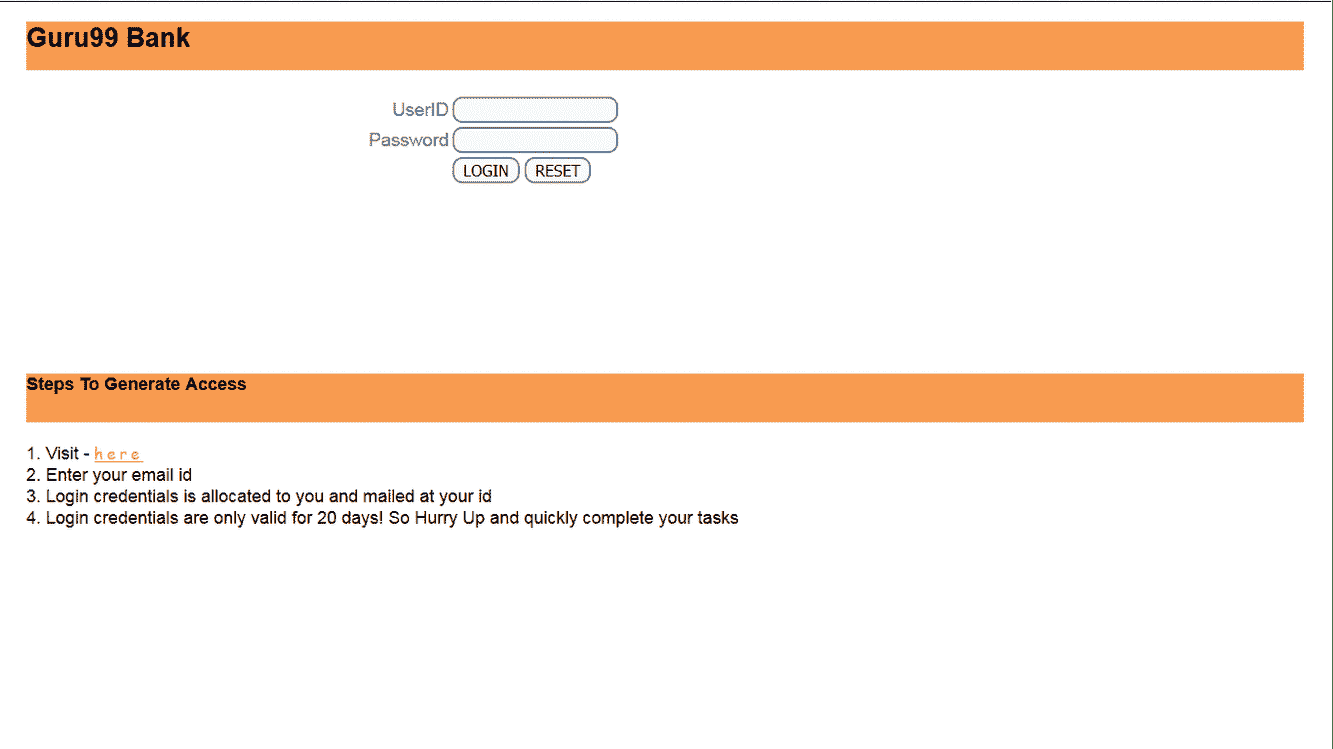 Guru99 Bank
UserID
Password
LOGIN RESET
Steps To Generate Access
1. Visit - here
2. Enter your email id
3. Login credentials is allocated to you and mailed at your id
4. Login credentials are only valid for 20 days! So Hurry Up and quickly complete your tasks